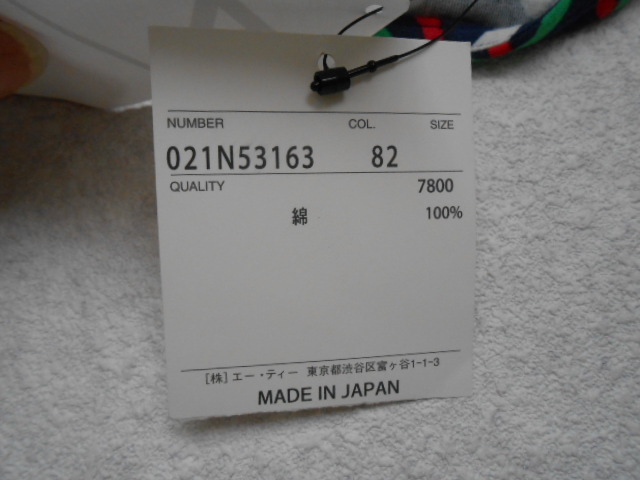 NUMBER COL. SIZE
021N53163 82
QUALITY 7800
綿 100%
[株] エー・ティー 東京都渋谷区富ヶ谷1-1-3
MADE IN JAPAN